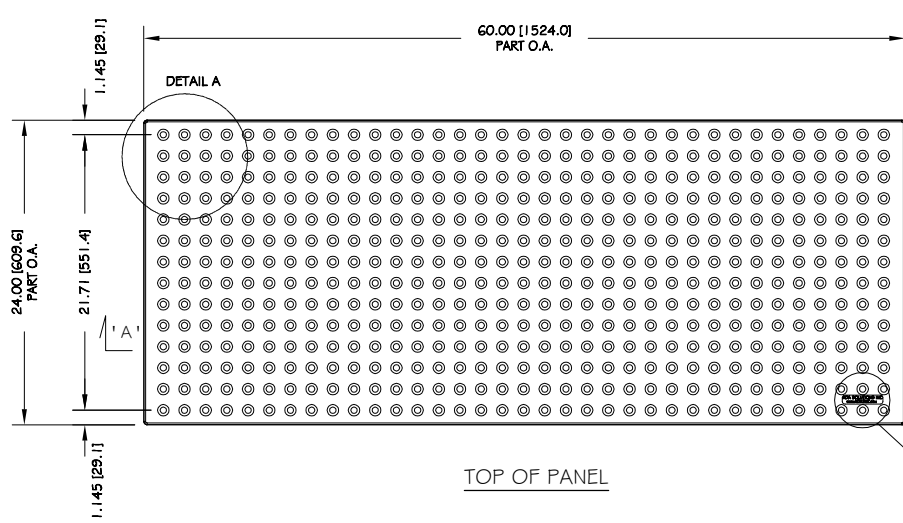 60.00 [1524.0]
PART O.A.
1.145 [29.1]
DETAIL A
24.00 [609.6]
PART O.A.
21.71 [551.4]
'A'
1.145 [29.1]
TOP OF PANEL